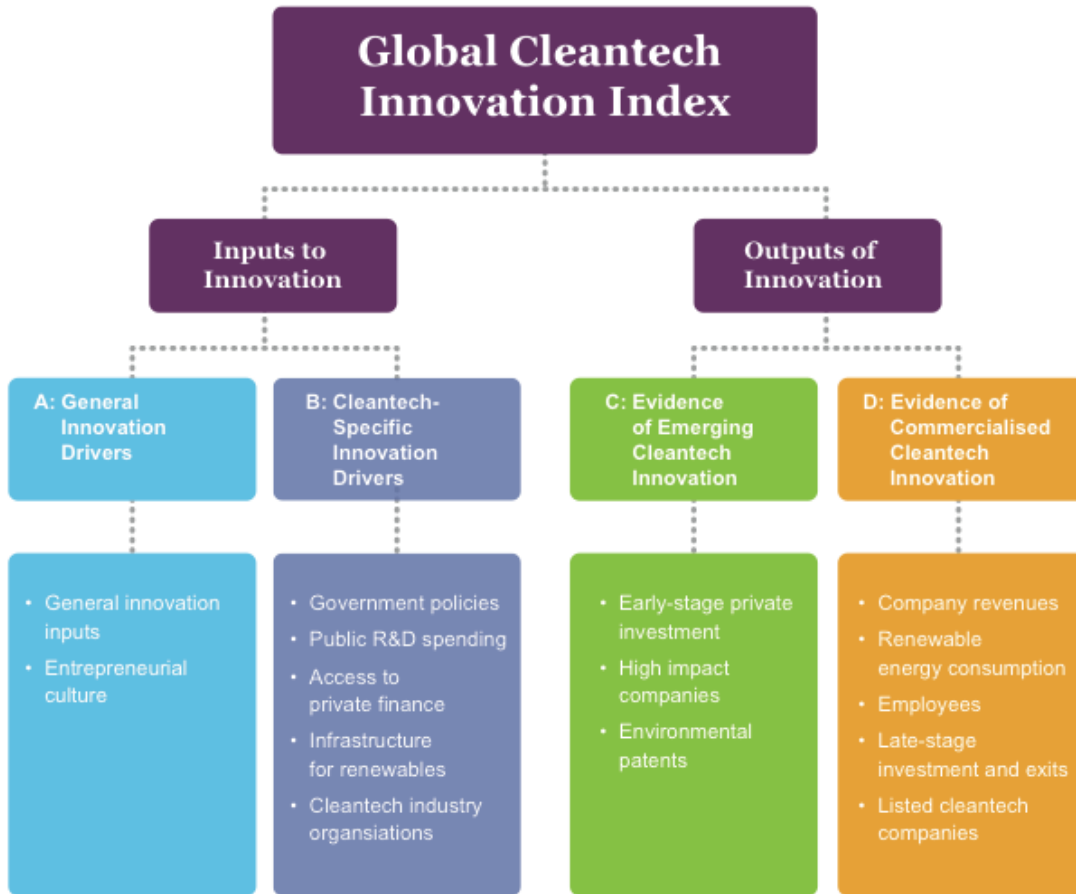 Global Cleantech
Innovation Index
Inputs to
Innovation
Outputs of
Innovation
A: General
Innovation
Drivers
B: Cleantech-
Specific
Innovation
Drivers
C: Evidence
of Emerging
Cleantech
Innovation
D: Evidence of
Commercialised
Cleantech
Innovation
• General innovation
inputs
• Entrepreneurial
culture
• Government policies
• Public R&D spending
• Access to
private finance
• Infrastructure
for renewables
• Cleantech industry
organsiations
• Early-stage private
investment
• High impact
companies
• Environmental
patents
• Company revenues
• Renewable
energy consumption
• Employees
• Late-stage
investment and exits
• Listed cleantech
companies